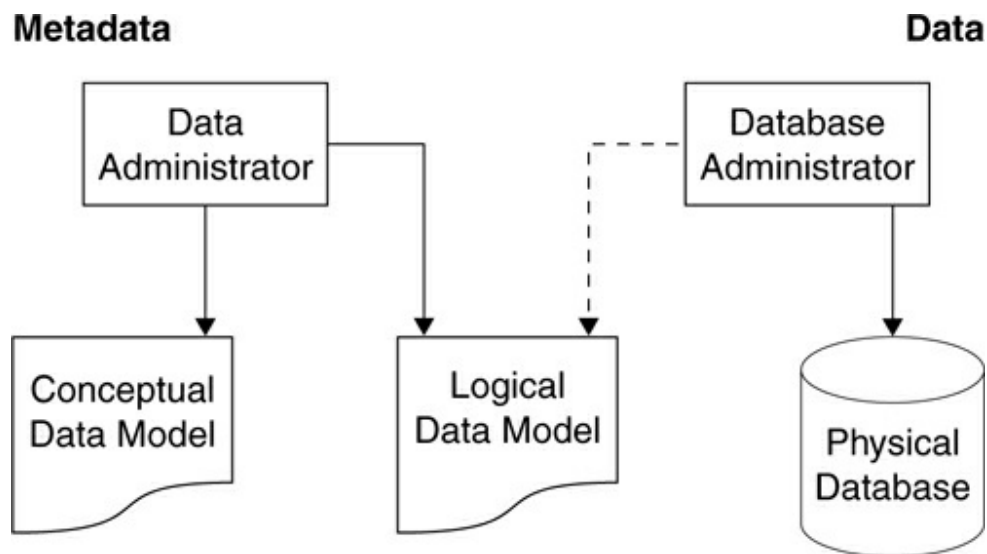 Metadata
Data
Data
Administrator
Database
Administrator
Conceptual
Data Model
Logical
Data Model
Physical
Database